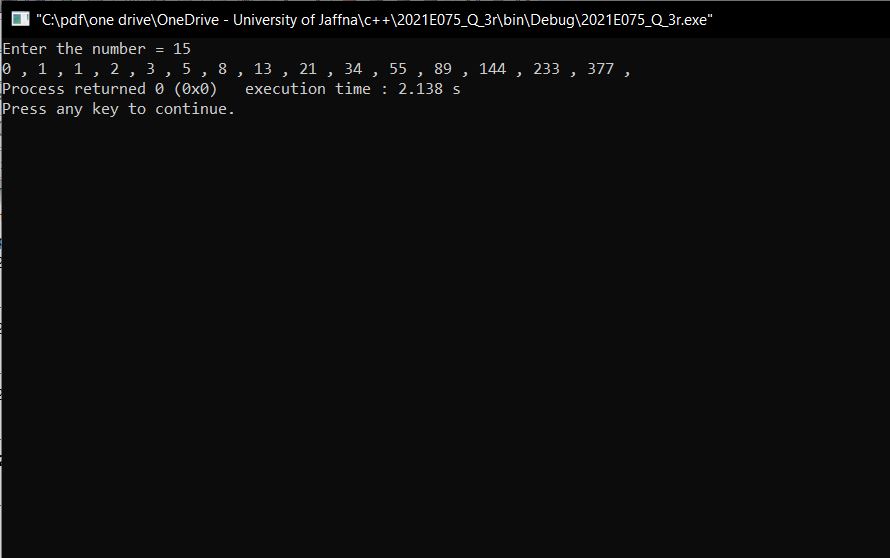 "C:\pdf\one drive\OneDrive - University of Jaffna\c++\2021E075_Q_3r\bin\Debug\2021E075_Q_3r.exe"
Enter the number = 15
0 , 1 , 1 , 2 , 3 , 5 , 8 , 13 , 21 , 34 , 55 , 89 , 144 , 233 , 377 ,
Process returned 0 (0x0)   execution time : 2.138 s
Press any key to continue.